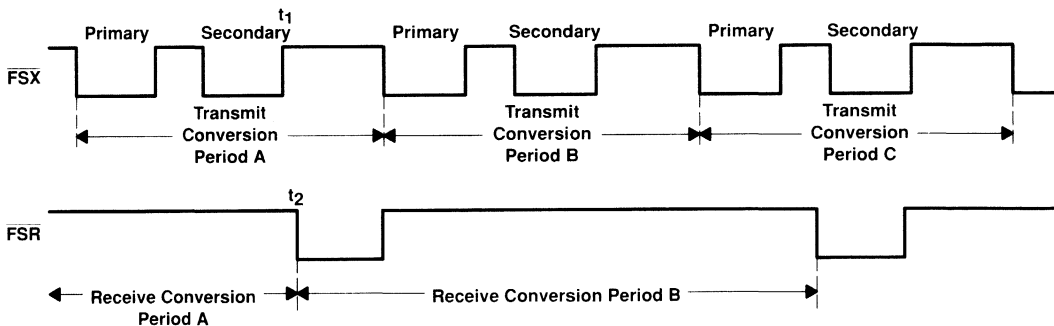 t1
Primary Secondary Primary Secondary Primary Secondary
FSX
Transmit Transmit Transmit
Conversion Conversion Conversion
Period A Period B Period C
t2
FSR
Receive Conversion Receive Conversion Period B
Period A